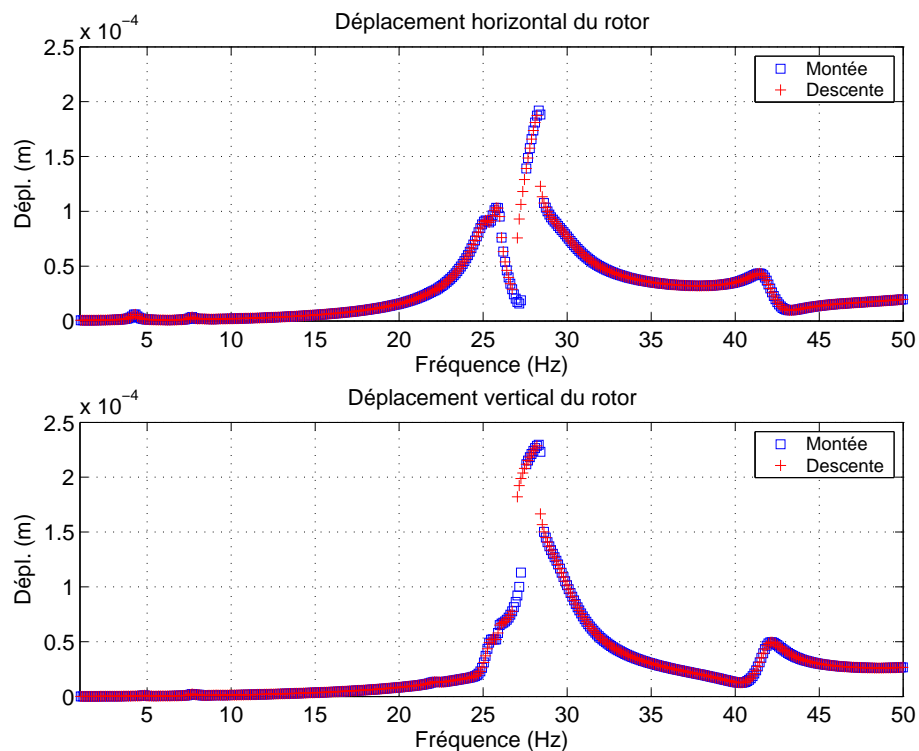 Déplacement horizontal du rotor
x 10⁻⁴
2.5
2
1.5
1
0.5
0
Dépl. (m)
Montée
Descente
5 10 15 20 25 30 35 40 45 50
Fréquence (Hz)
Déplacement vertical du rotor
x 10⁻⁴
2.5
2
1.5
1
0.5
0
Dépl. (m)
Montée
Descente
5 10 15 20 25 30 35 40 45 50
Fréquence (Hz)